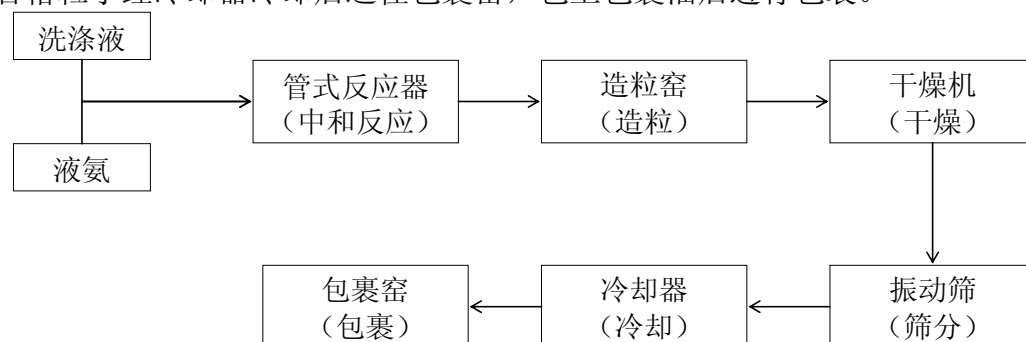 洗涤液
液氨
管式反应器
（中和反应）
造粒窑
（造粒）
干燥机
（干燥）
包裹窑
（包裹）
冷却器
（冷却）
振动筛
（筛分）